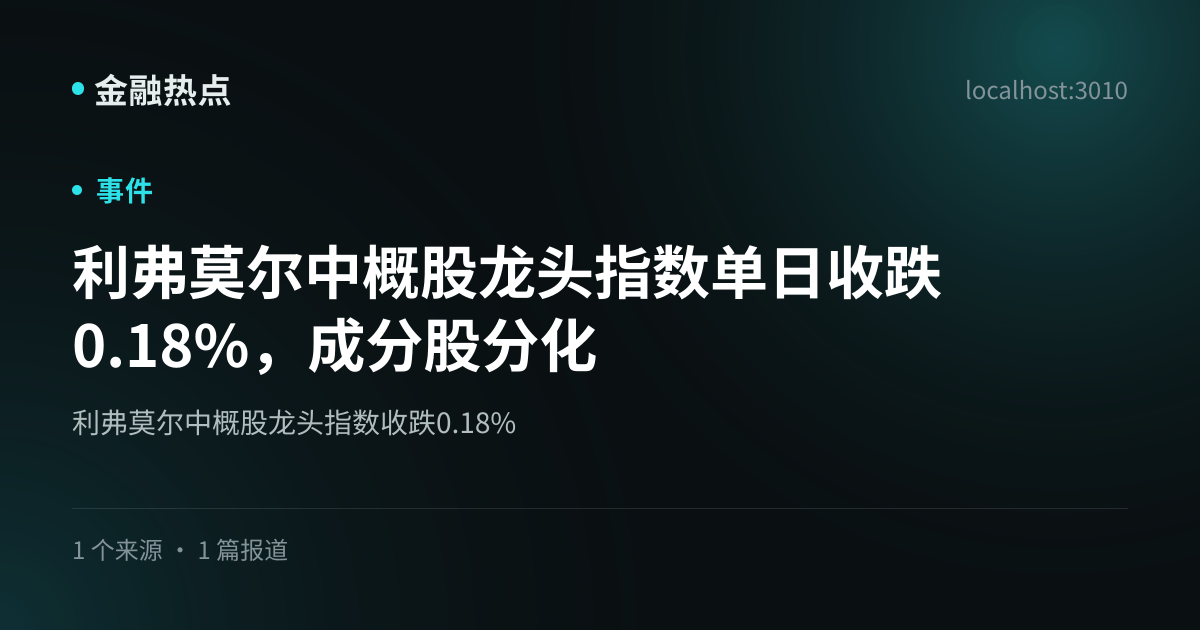 金融热点
localhost:3010
事件
利弗莫尔中概股龙头指数单日收跌
0.18%，成分股分化
利弗莫尔中概股龙头指数收跌0.18%
1 个来源 · 1 篇报道